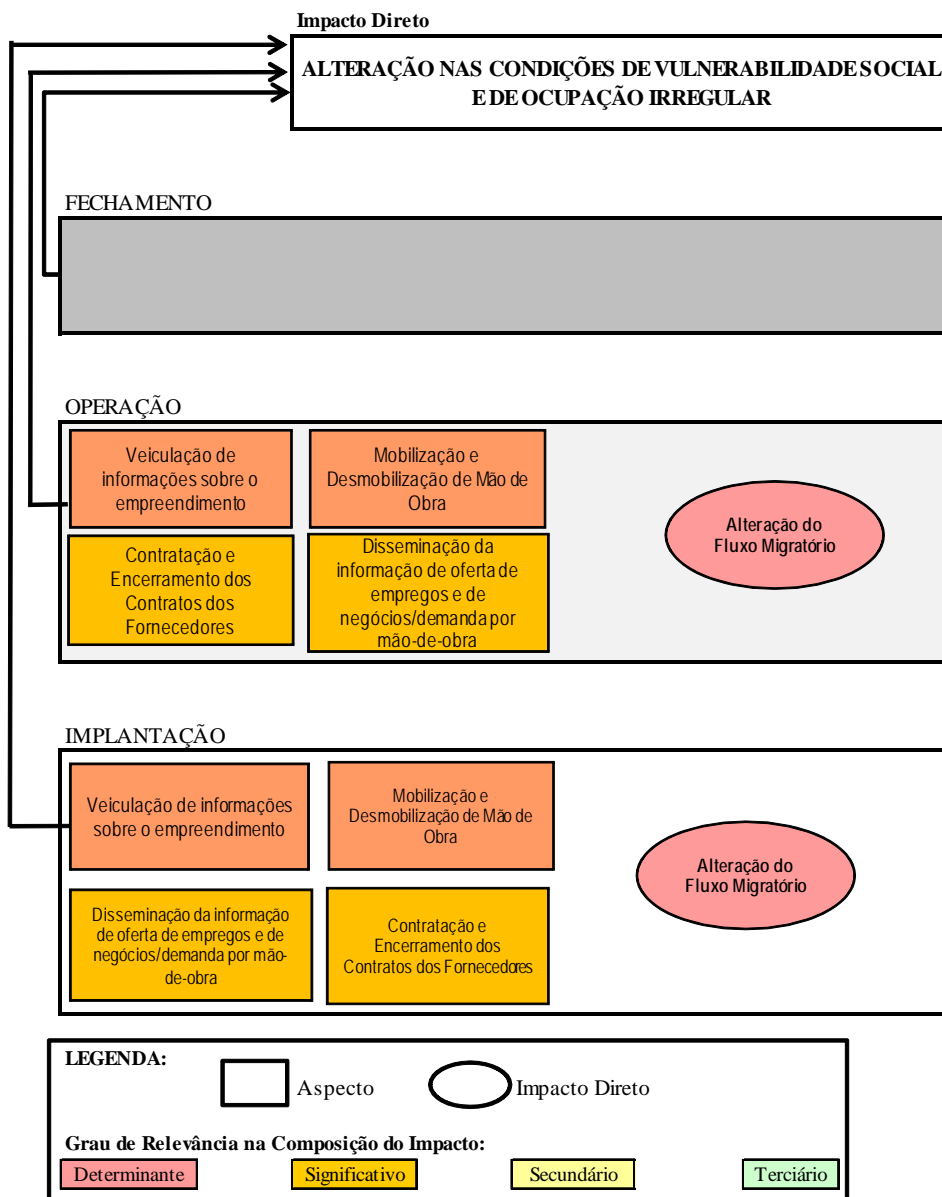 Impacto Direto
ALTERAÇÃO NAS CONDIÇÕES DE VULNERABILIDADE SOCIAL
E DE OCUPAÇÃO IRREGULAR
FECHAMENTO
OPERAÇÃO
Veiculação de
informações sobre o
empreendimento
Mobilização e
Desmobilização de Mão de
Obra
Contratação e
Encerramento dos
Contratos dos
Fornecedores
Disseminação da
informação de oferta de
empregos e de
negócios/demanda por
mão-de-obra
Alteração do
Fluxo Migratório
IMPLANTAÇÃO
Veiculação de informações
sobre o empreendimento
Mobilização e
Desmobilização de Mão de
Obra
Disseminação da informação
de oferta de empregos e de
negócios/demanda por mão-
de-obra
Contratação e
Encerramento dos
Contratos dos Fornecedores
Alteração do
Fluxo Migratório
LEGENDA:
Aspecto
Impacto Direto
Grau de Relevância na Composição do Impacto:
Determinante
Significativo
Secundário
Terciário